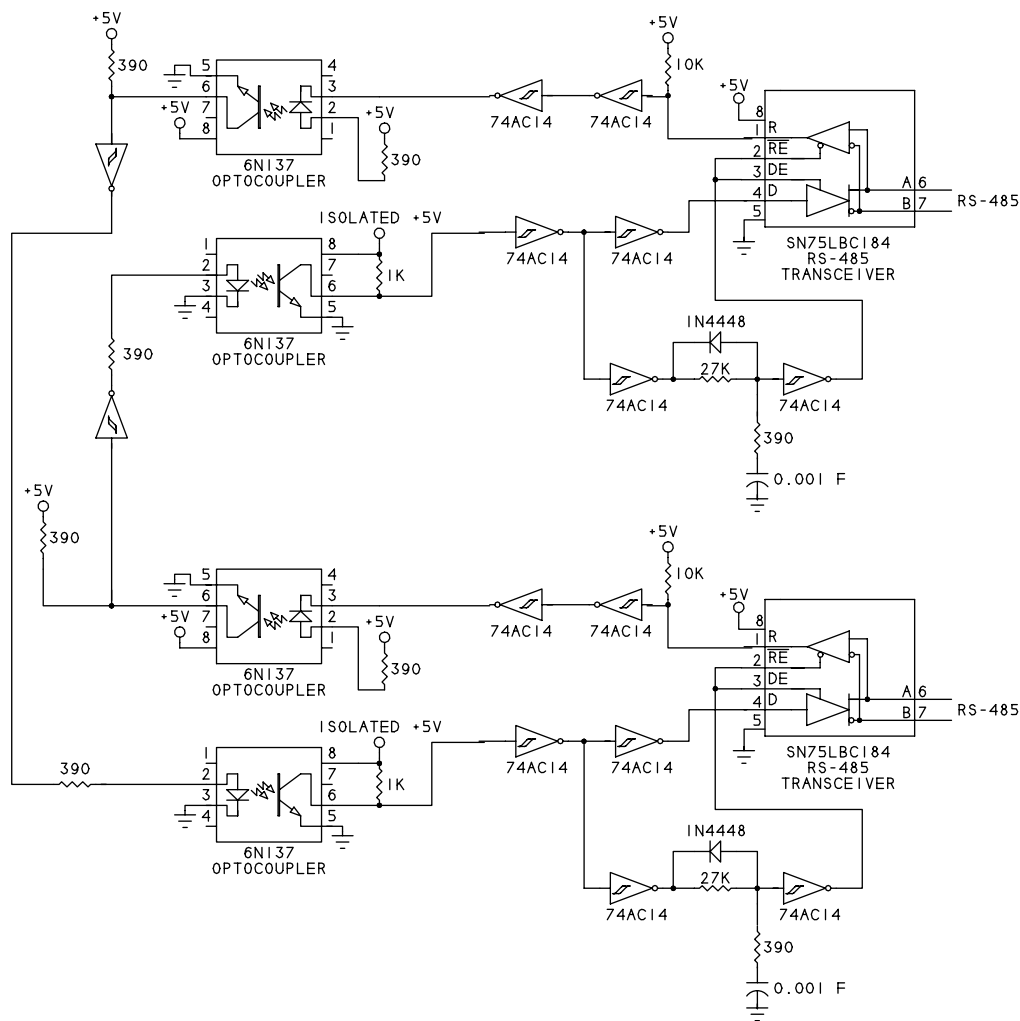 +5V
390
5
6
7
8
+5V
4
3
2
1
+5V
390
6N137
OPTOCOUPLER
74AC14
74AC14
+5V
10K
+5V
8
1 R
2 RE
3 DE
4 D
5
A 6
B 7
RS-485
SN75LBC184
RS-485
TRANSCEIVER
ISOLATED +5V
1
2
3
4
8
7
6
5
1K
6N137
OPTOCOUPLER
74AC14
74AC14
390
1N4448
27K
74AC14
74AC14
390
0.001 F
+5V
390
5
6
7
8
+5V
4
3
2
1
+5V
390
6N137
OPTOCOUPLER
74AC14
74AC14
+5V
10K
+5V
8
1 R
2 RE
3 DE
4 D
5
A 6
B 7
RS-485
SN75LBC184
RS-485
TRANSCEIVER
390
ISOLATED +5V
1
2
3
4
8
7
6
5
1K
6N137
OPTOCOUPLER
74AC14
74AC14
1N4448
27K
74AC14
74AC14
390
0.001 F